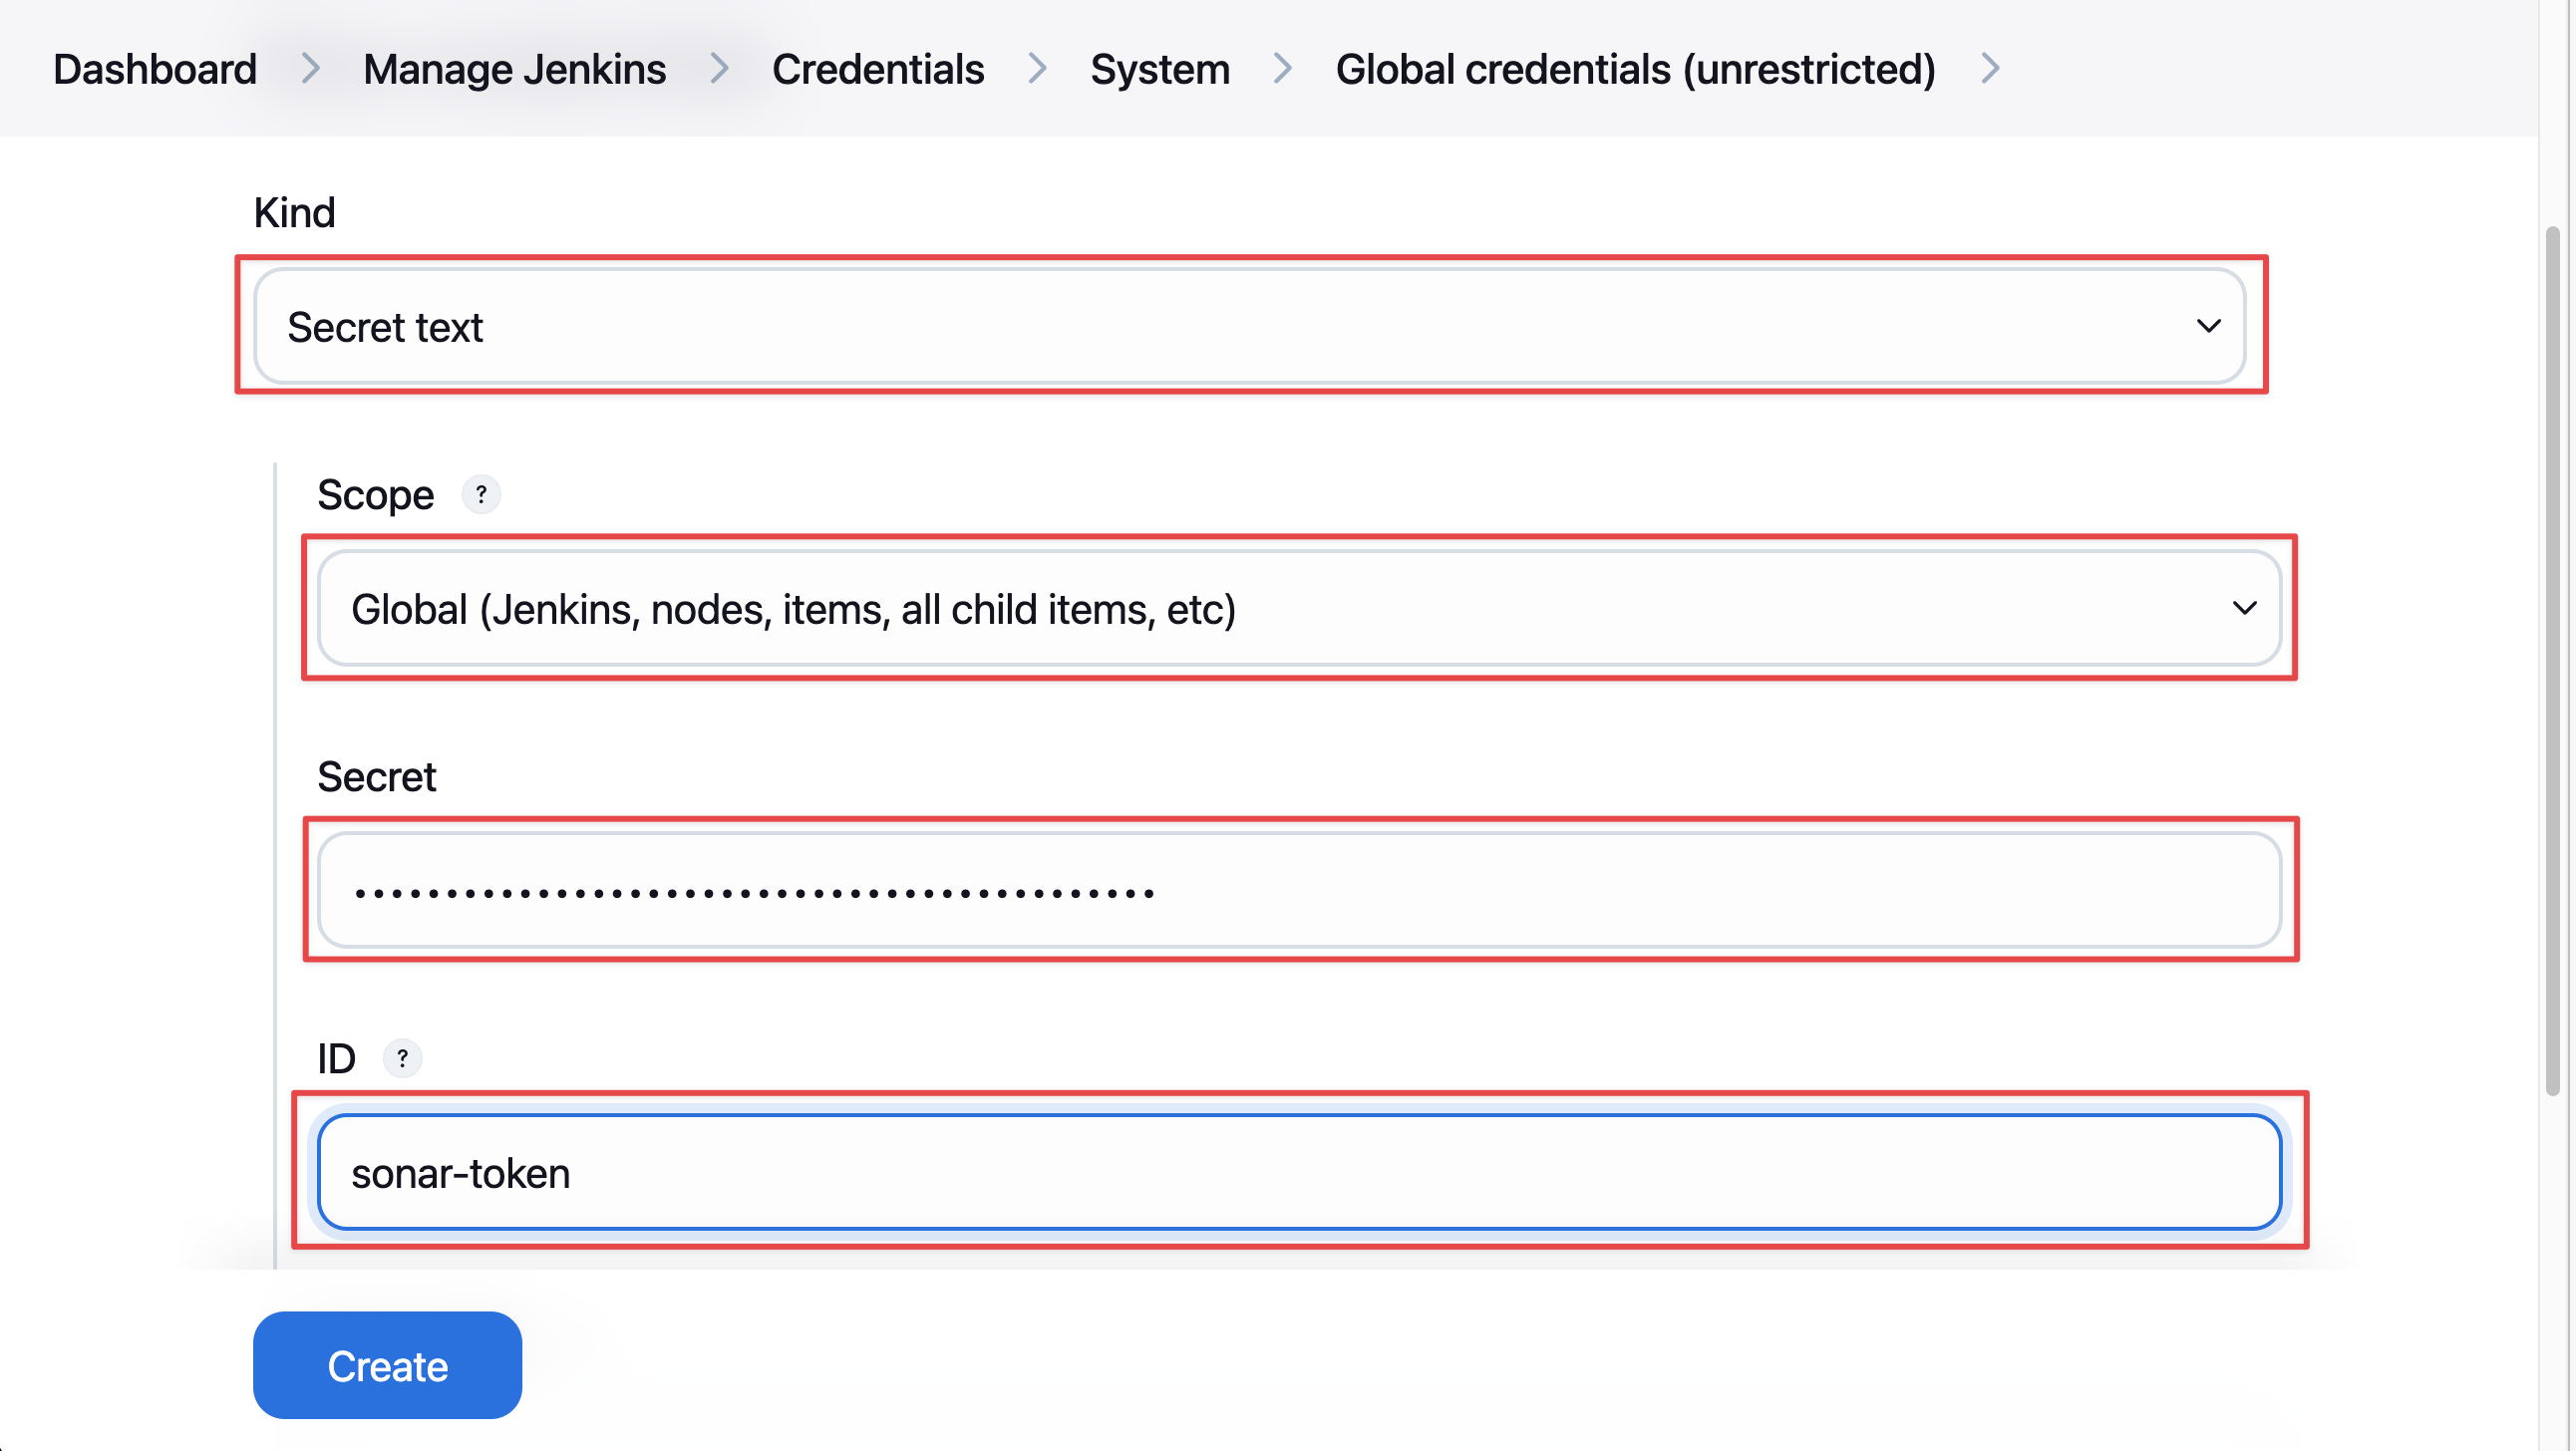 Dashboard > Manage Jenkins > Credentials > System > Global credentials (unrestricted) >
Kind
Secret text
Scope ?
Global (Jenkins, nodes, items, all child items, etc)
Secret
••••••••••••••••••••••••••••••••••••••••••••
ID ?
sonar-token
Create